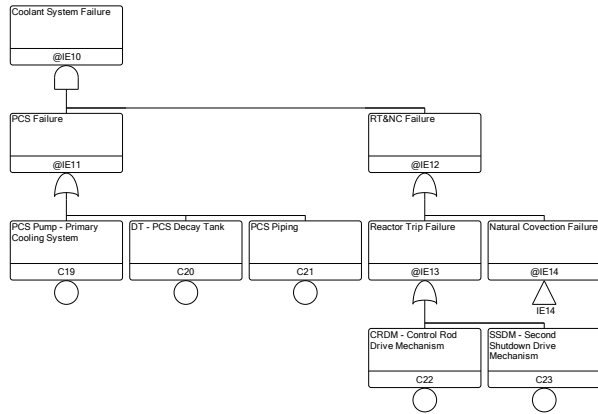 Coolant System Failure
@IE10
PCS Failure
@IE11
RT&NC Failure
@IE12
PCS Pump - Primary
Cooling System
C19
DT - PCS Decay Tank
C20
PCS Piping
C21
Reactor Trip Failure
@IE13
Natural Covection Failure
@IE14
IE14
CRDM - Control Rod
Drive Mechanism
C22
SSDM - Second
Shutdown Drive
Mechanism
C23